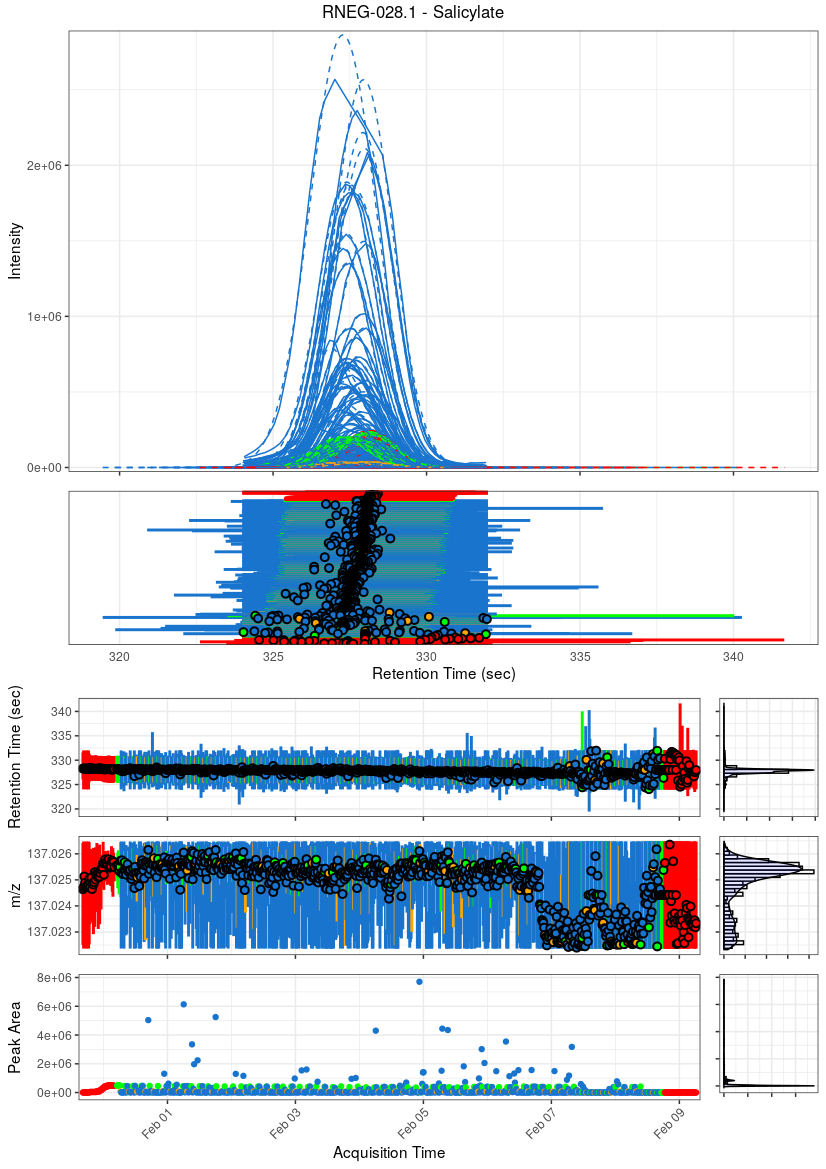 RNEG-028.1 - Salicylate
Intensity
2e+06
1e+06
0e+00
320 325 330 335 340
Retention Time (sec)
Retention Time (sec)
340
335
330
325
320
m/z
137.026
137.025
137.024
137.023
Peak Area
8e+06
6e+06
4e+06
2e+06
0e+00
Feb 01 Feb 03 Feb 05 Feb 07 Feb 09
Acquisition Time